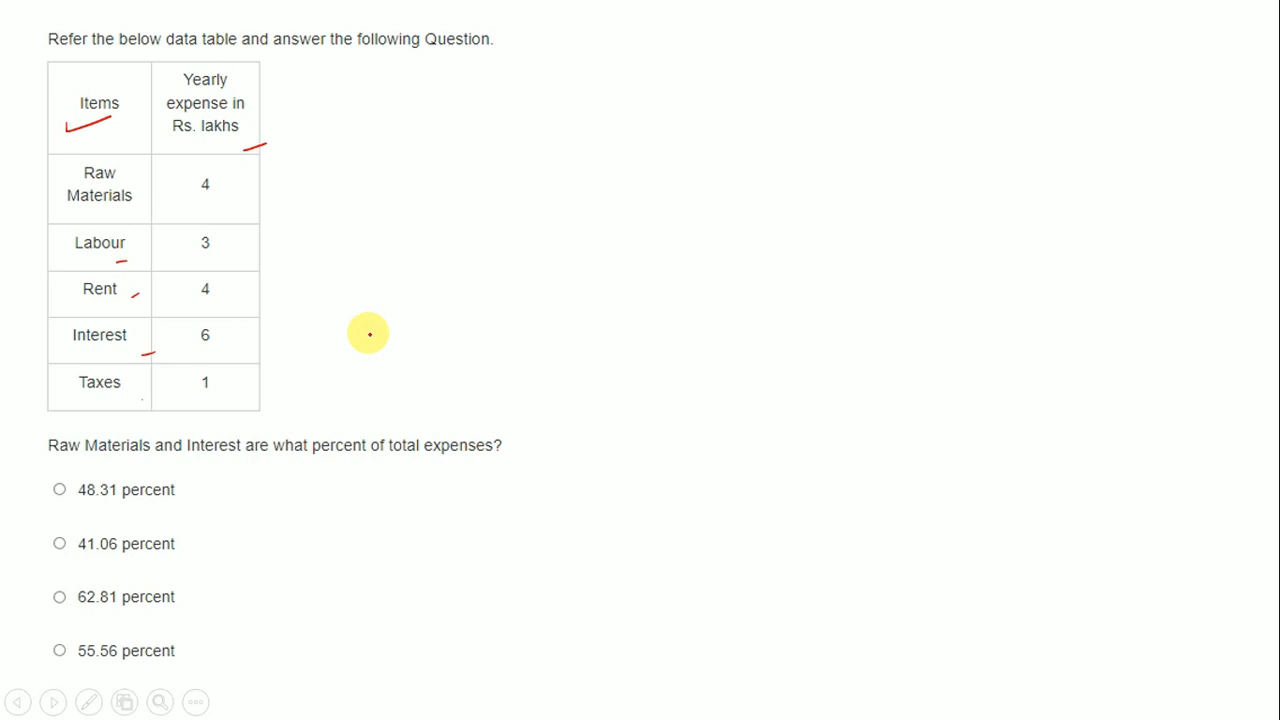 Refer the below data table and answer the following Question.
Items
Yearly
expense in
Rs. lakhs
Raw
Materials
4
Labour
3
Rent
4
Interest
6
Taxes
1
Raw Materials and Interest are what percent of total expenses?
48.31 percent
41.06 percent
62.81 percent
55.56 percent